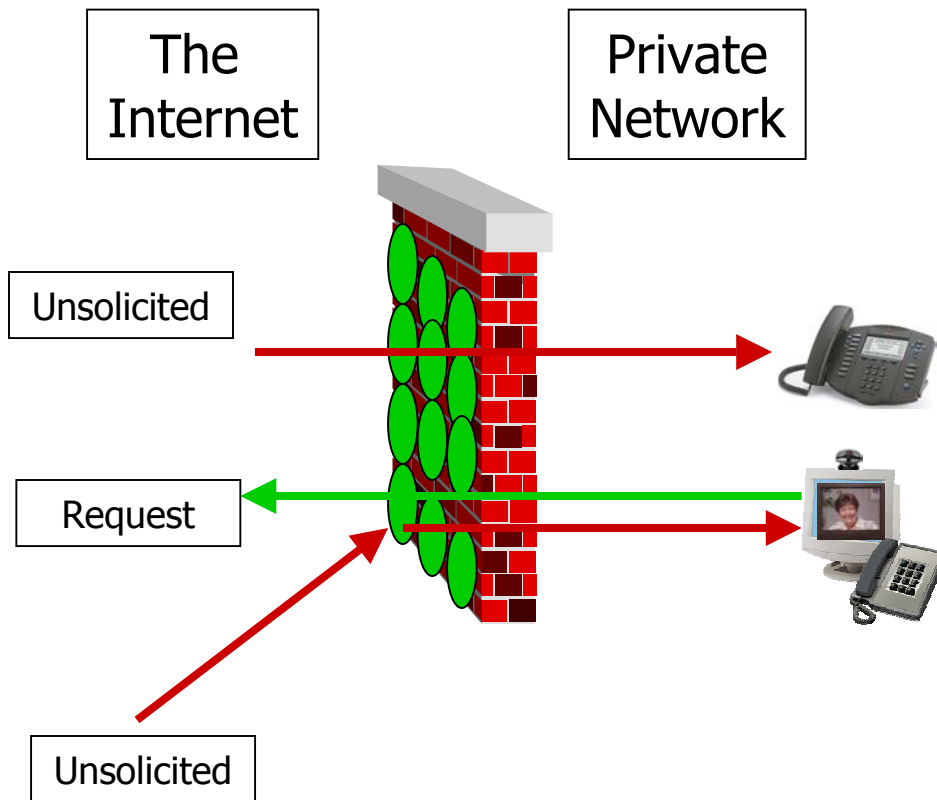 The
Internet
Private
Network
Unsolicited
Request
Unsolicited